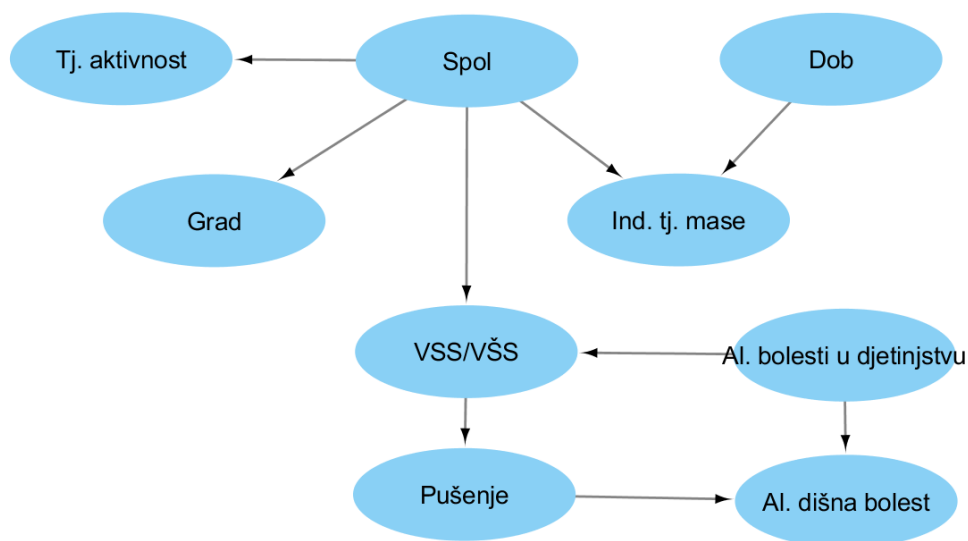 Tj. aktivnost
Spol
Dob
Grad
Ind. tj. mase
VSS/VŠS
Al. bolesti u djetinjstvu
Pušenje
Al. dišna bolest